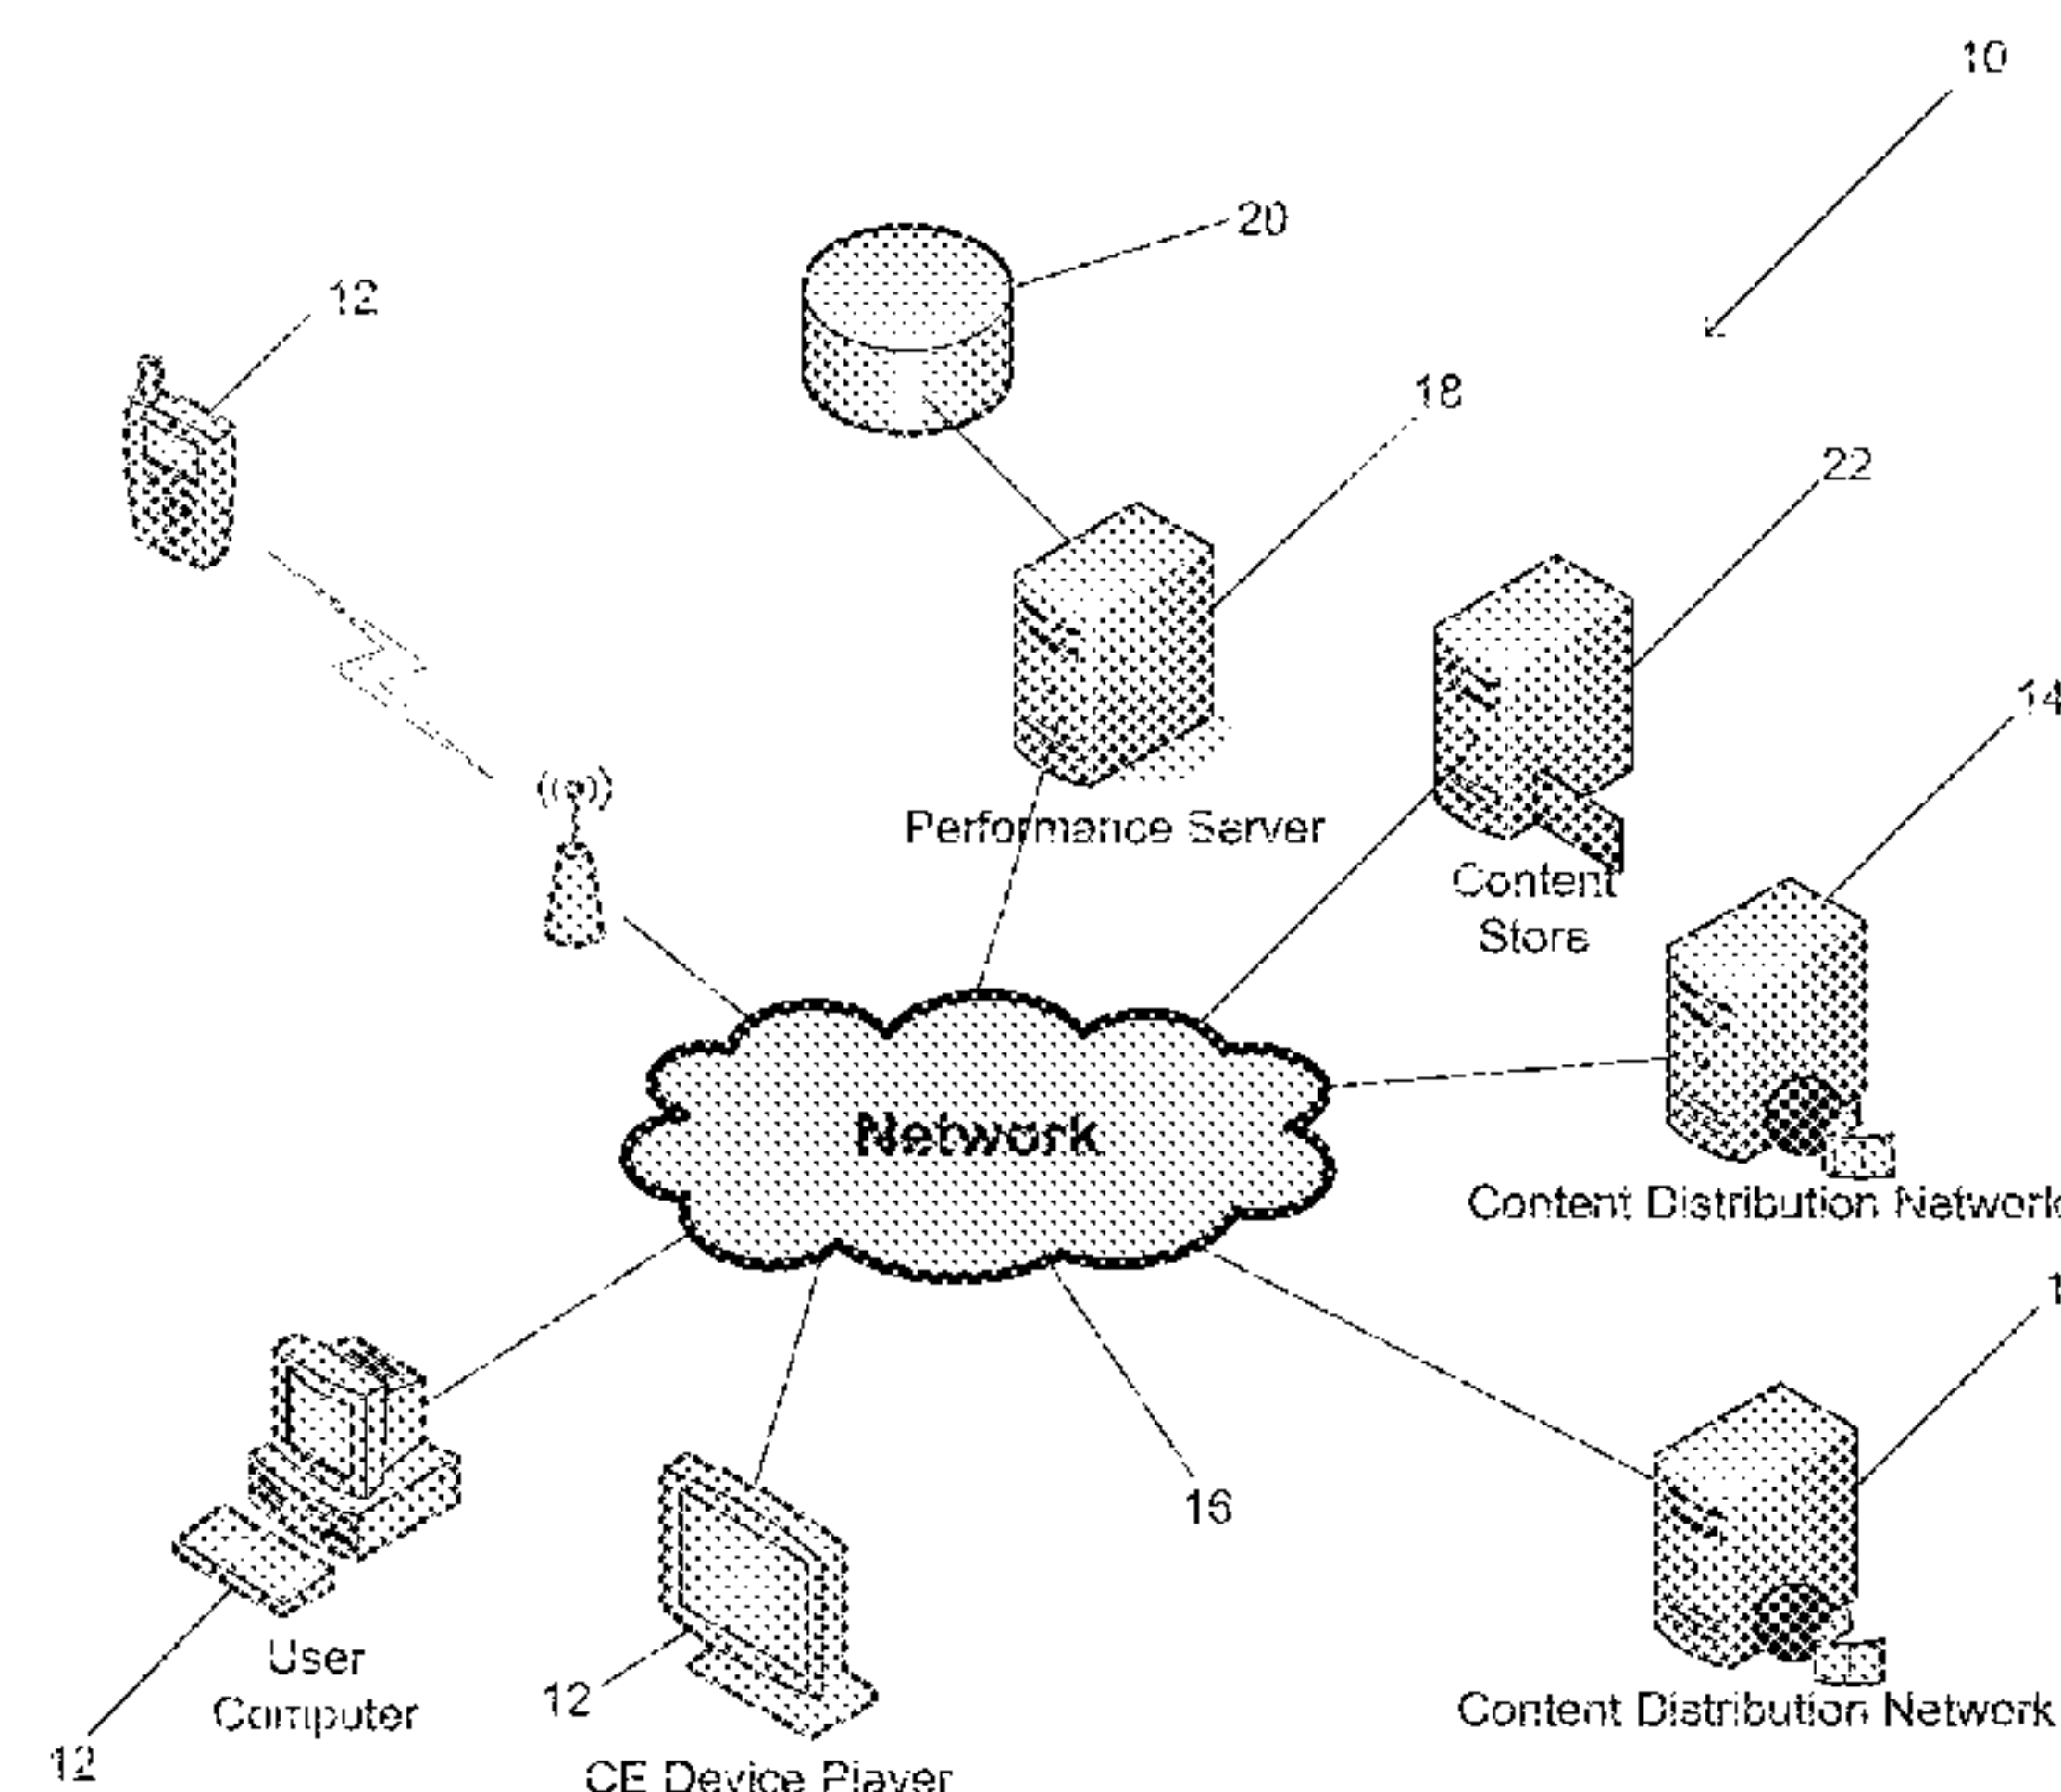 10
20
12
18
22
14
Performance Server
Content
Store
Network
Content Distribution Network
1
16
User
Computer
12
12
Content Distribution Network
CE Device Player